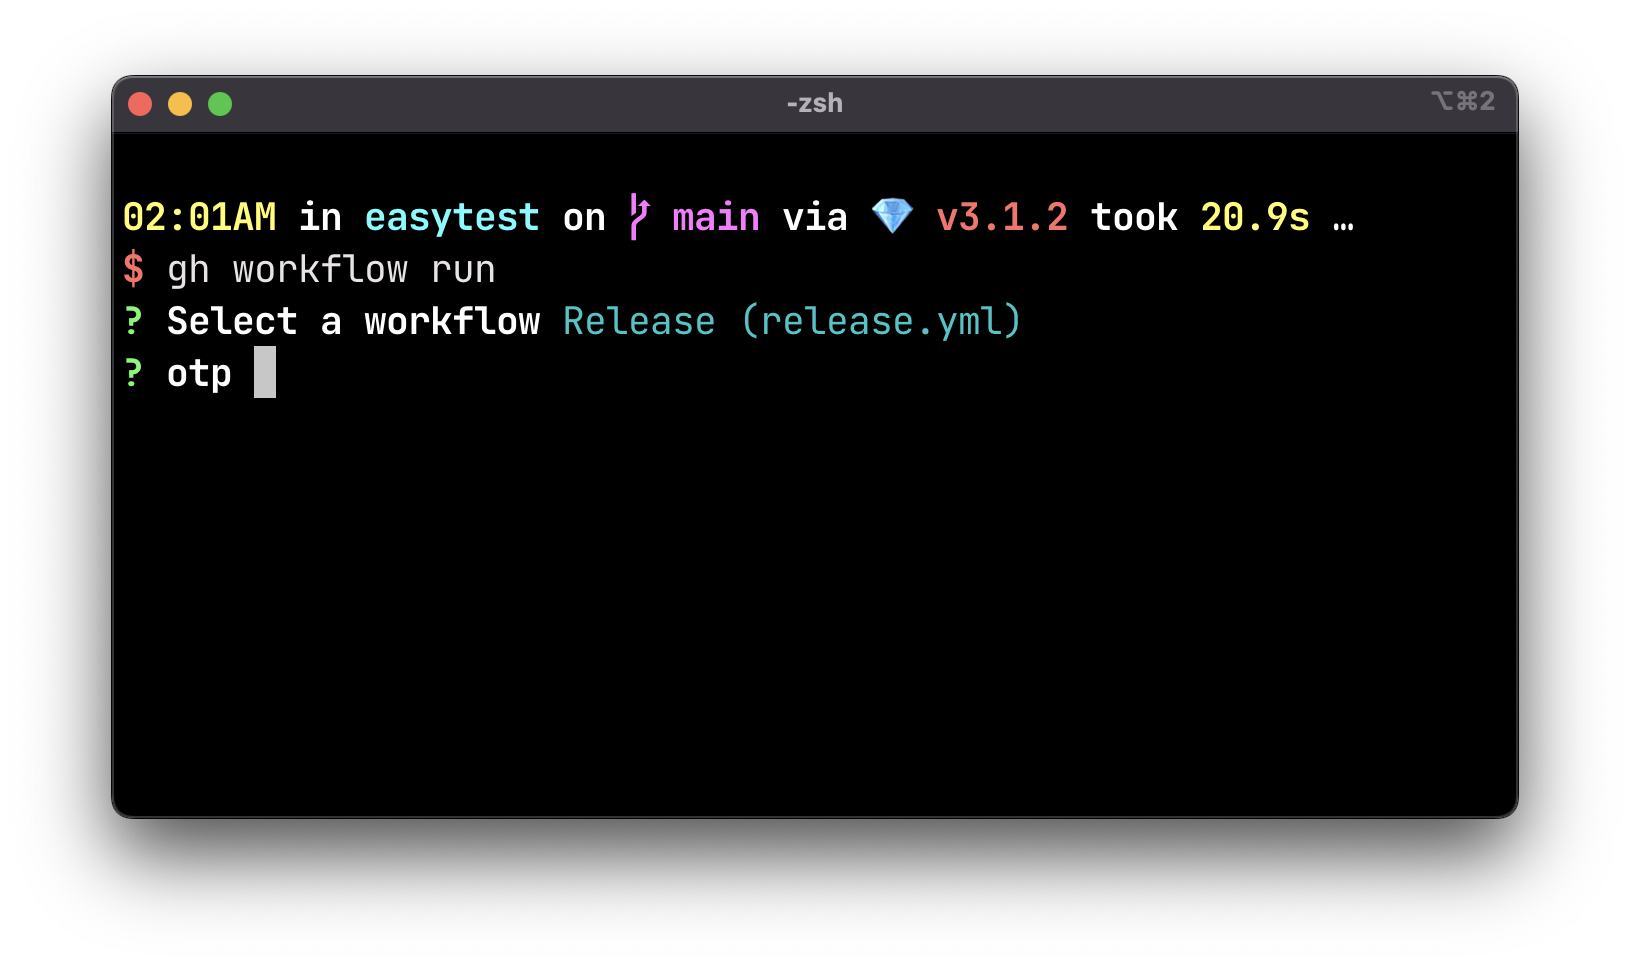 -zsh
⌥⌘2
02:01AM in easytest on main via 💎 v3.1.2 took 20.9s …
$ gh workflow run
? Select a workflow Release (release.yml)
? otp